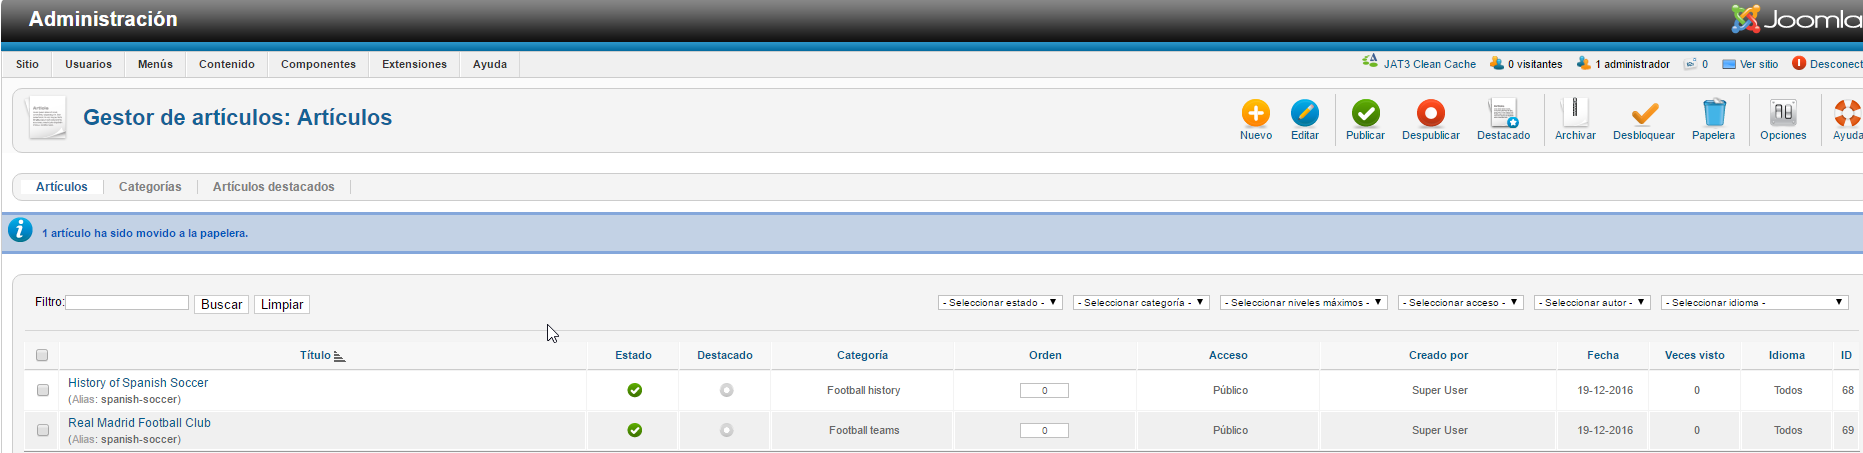 Administración
Joomla
Sitio Usuarios Menús Contenido Componentes Extensiones Ayuda JAT3 Clean Cache 0 visitantes 1 administrador 0 Ver sitio Desconect
Gestor de artículos: Artículos
Nuevo Editar Publicar Despublicar Destacado Archivar Desbloquear Papelera Opciones Ayuda
Artículos Categorías Artículos destacados
1 artículo ha sido movido a la papelera.
Filtro: Buscar Limpiar - Seleccionar estado - - Seleccionar categoría - - Seleccionar niveles máximos - - Seleccionar acceso - - Seleccionar autor - - Seleccionar idioma -
Título Estado Destacado Categoría Orden Acceso Creado por Fecha Veces visto Idioma ID
History of Spanish Soccer
(Alias: spanish-soccer)
Football history 0 Público Super User 19-12-2016 0 Todos 68
Real Madrid Football Club
(Alias: spanish-soccer)
Football teams 0 Público Super User 19-12-2016 0 Todos 69